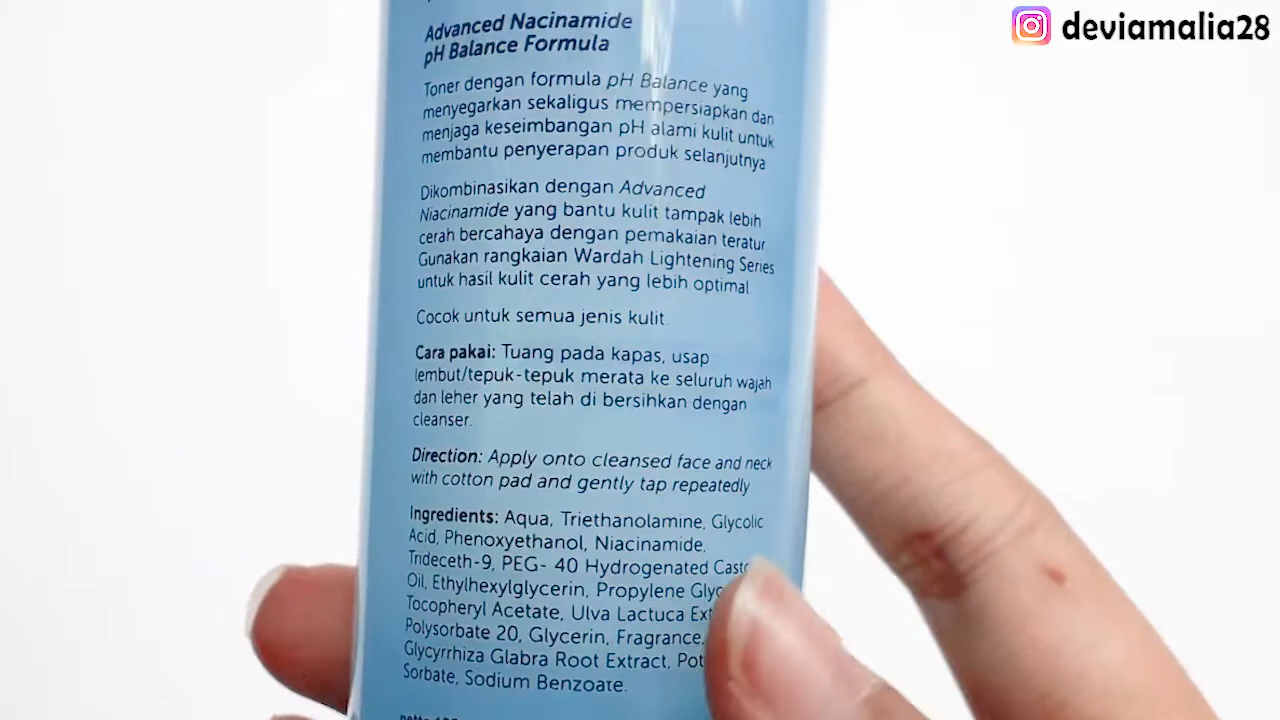 deviamalia28
Advanced Nacinamide
pH Balance Formula
Toner dengan formula pH Balance yang
menyegarkan sekaligus mempersiapkan dan
menjaga keseimbangan pH alami kulit untuk
membantu penyerapan produk selanjutnya
Dikombinasikan dengan Advanced
Niacinamide yang bantu kulit tampak lebih
cerah bercahaya dengan pemakaian teratur
Gunakan rangkaian Wardah Lightening Series
untuk hasil kulit cerah yang lebih optimal
Cocok untuk semua jenis kulit.
Cara pakai: Tuang pada kapas, usap
lembut/tepuk-tepuk merata ke seluruh wajah
dan leher yang telah di bersihkan dengan
cleanser.
Direction: Apply onto cleansed face and neck
with cotton pad and gently tap repeatedly
Ingredients: Aqua, Triethanolamine, Glycolic
Acid, Phenoxyethanol, Niacinamide,
Trideceth-9, PEG- 40 Hydrogenated
Oil, Ethylhexylglycerin, Propylene
Tocopheryl Acetate, Ulva Lactuca
Polysorbate 20, Glycerin, Fragrance,
Glycyrrhiza Glabra Root Extract,
Sorbate, Sodium Benzoate.